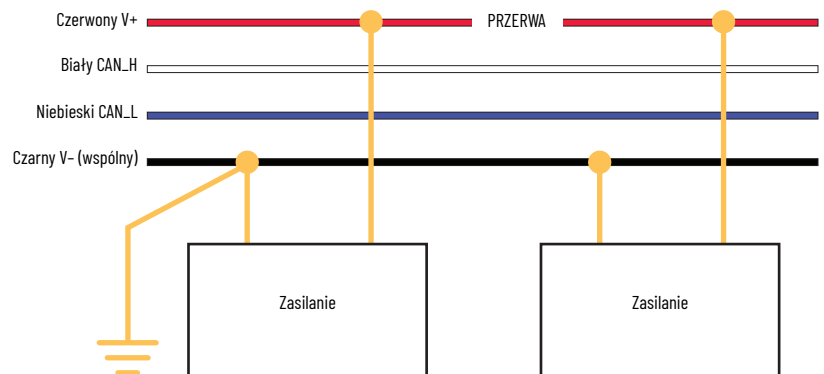 Czerwony V+
PRZERWA
Biały CAN_H
Niebieski CAN_L
Czarny V– (wspólny)
Zasilanie
Zasilanie